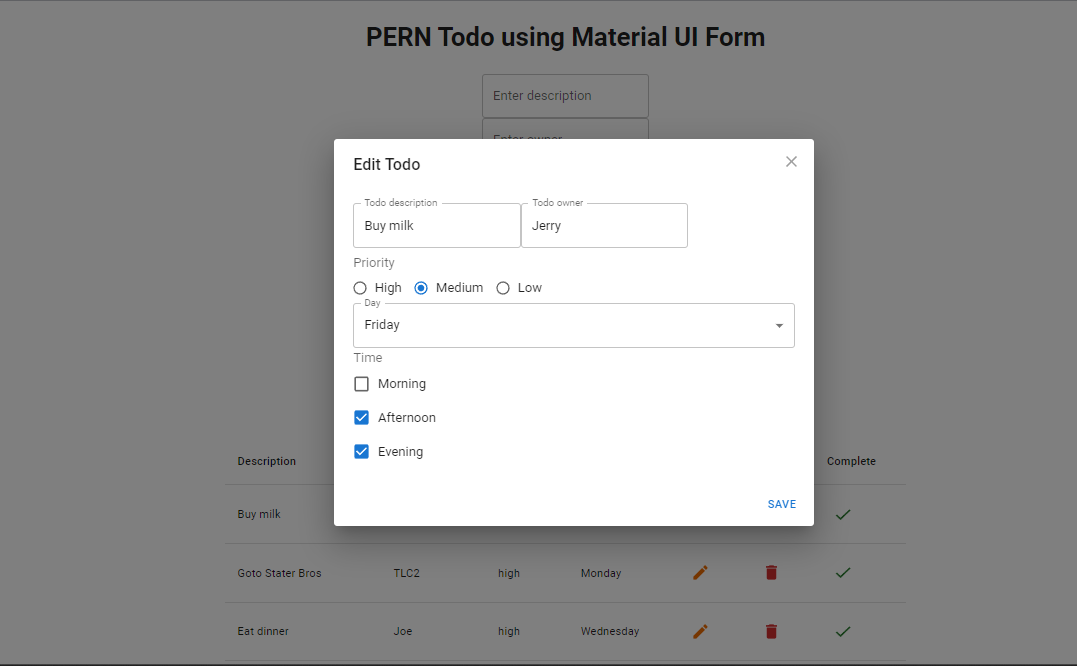 PERN Todo using Material UI Form
Enter description
Enter owner
Edit Todo
Todo description Todo owner
Buy milk Jerry
Priority
High Medium Low
Day
Friday
Time
Morning
Afternoon
Evening
SAVE
Description Complete
Buy milk
Goto Stater Bros TLC2 high Monday
Eat dinner Joe high Wednesday